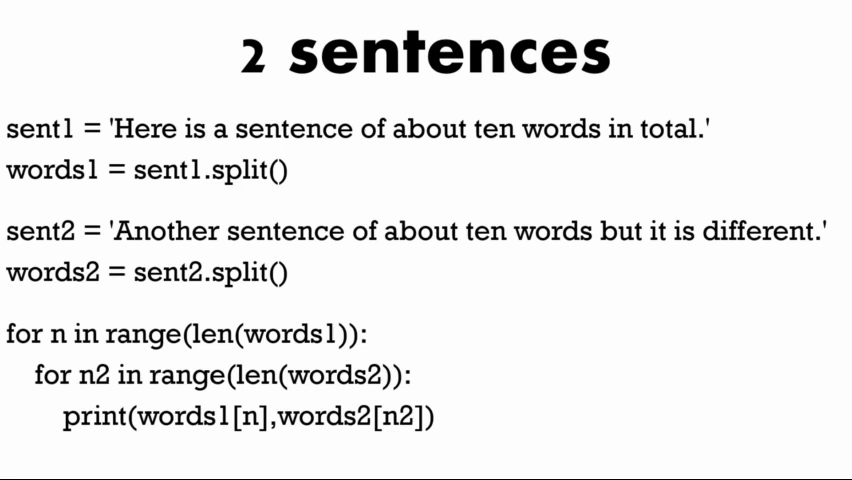 2 sentences
sent1 = 'Here is a sentence of about ten words in total.'
words1 = sent1.split()
sent2 = 'Another sentence of about ten words but it is different.'
words2 = sent2.split()
for n in range(len(words1)):
    for n2 in range(len(words2)):
        print(words1[n],words2[n2])